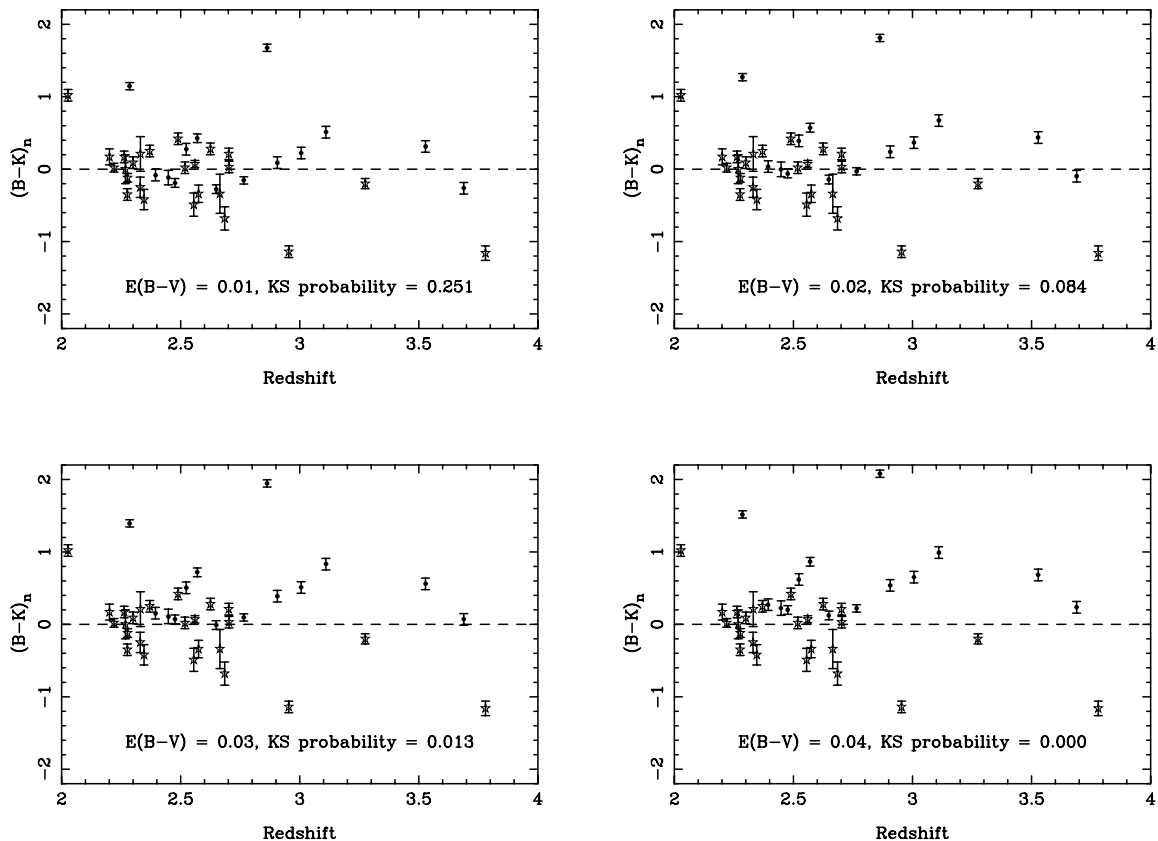 2
1
0
−1
−2
(B−K)n
E(B−V) = 0.01, KS probability = 0.251
2 2.5 3 3.5 4
Redshift
2
1
0
−1
−2
(B−K)n
E(B−V) = 0.02, KS probability = 0.084
2 2.5 3 3.5 4
Redshift
2
1
0
−1
−2
(B−K)n
E(B−V) = 0.03, KS probability = 0.013
2 2.5 3 3.5 4
Redshift
2
1
0
−1
−2
(B−K)n
E(B−V) = 0.04, KS probability = 0.000
2 2.5 3 3.5 4
Redshift